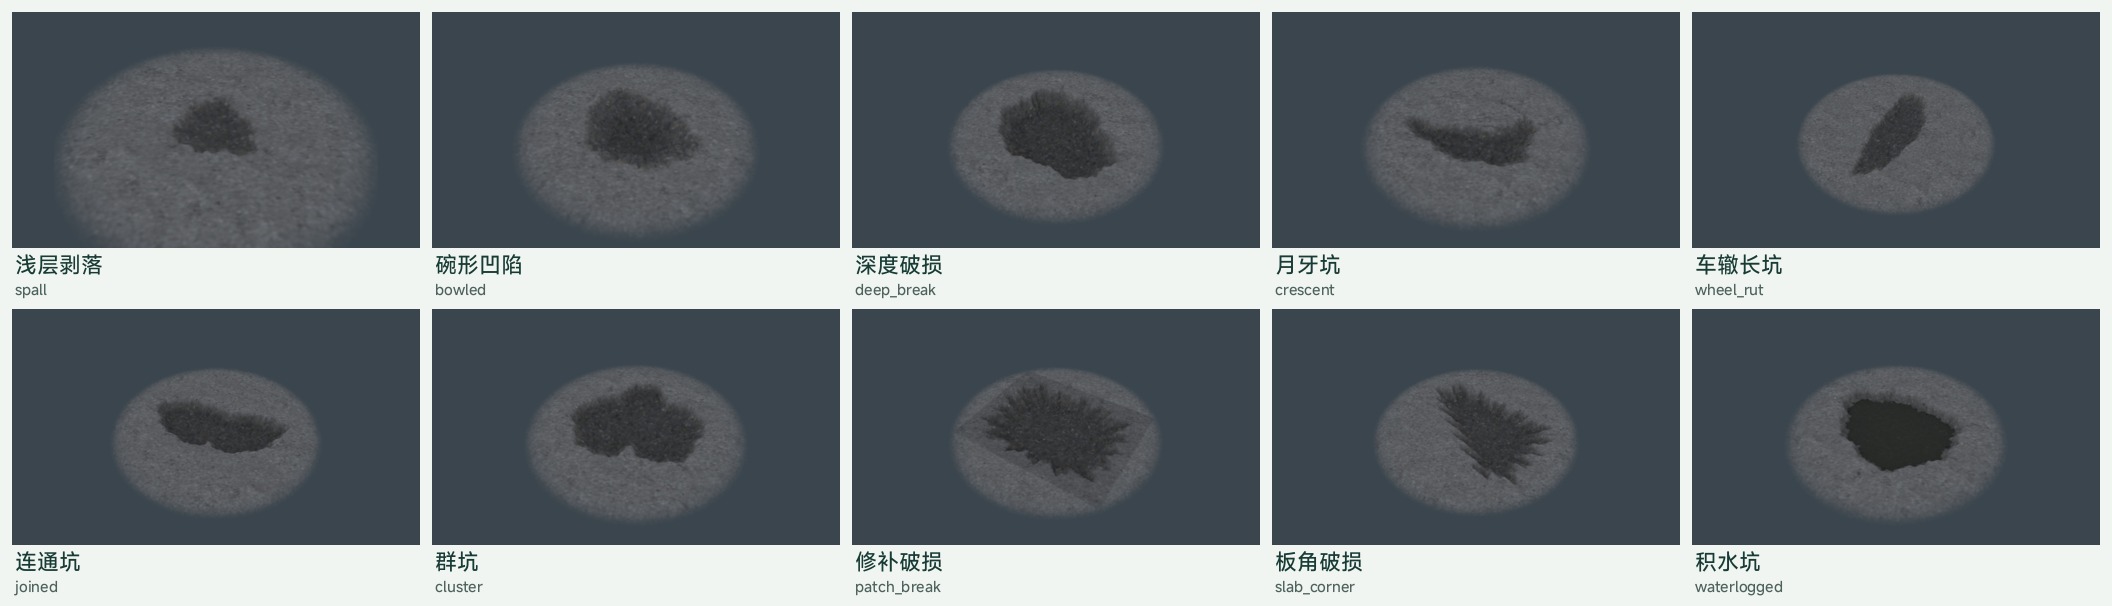 浅层剥落
spall
碗形凹陷
bowled
深度破损
deep_break
月牙坑
crescent
车辙长坑
wheel_rut
连通坑
joined
群坑
cluster
修补破损
patch_break
板角破损
slab_corner
积水坑
waterlogged